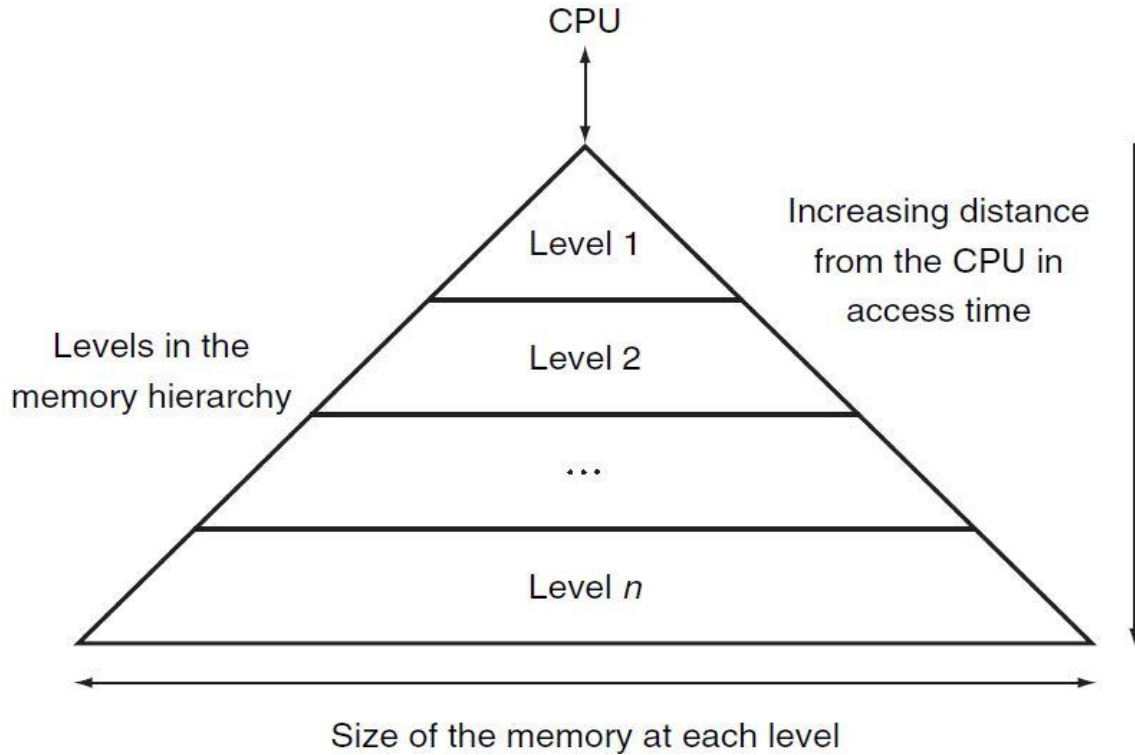 CPU
Level 1
Increasing distance
from the CPU in
access time
Levels in the
memory hierarchy
Level 2
...
Level n
Size of the memory at each level